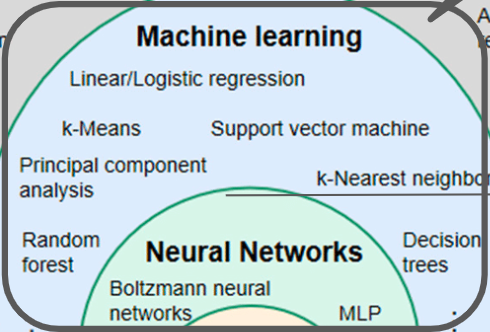 Machine learning
Linear/Logistic regression
k-Means
Support vector machine
Principal component
analysis
k-Nearest neighbor
Random
forest
Neural Networks
Decision
trees
Boltzmann neural
networks
MLP